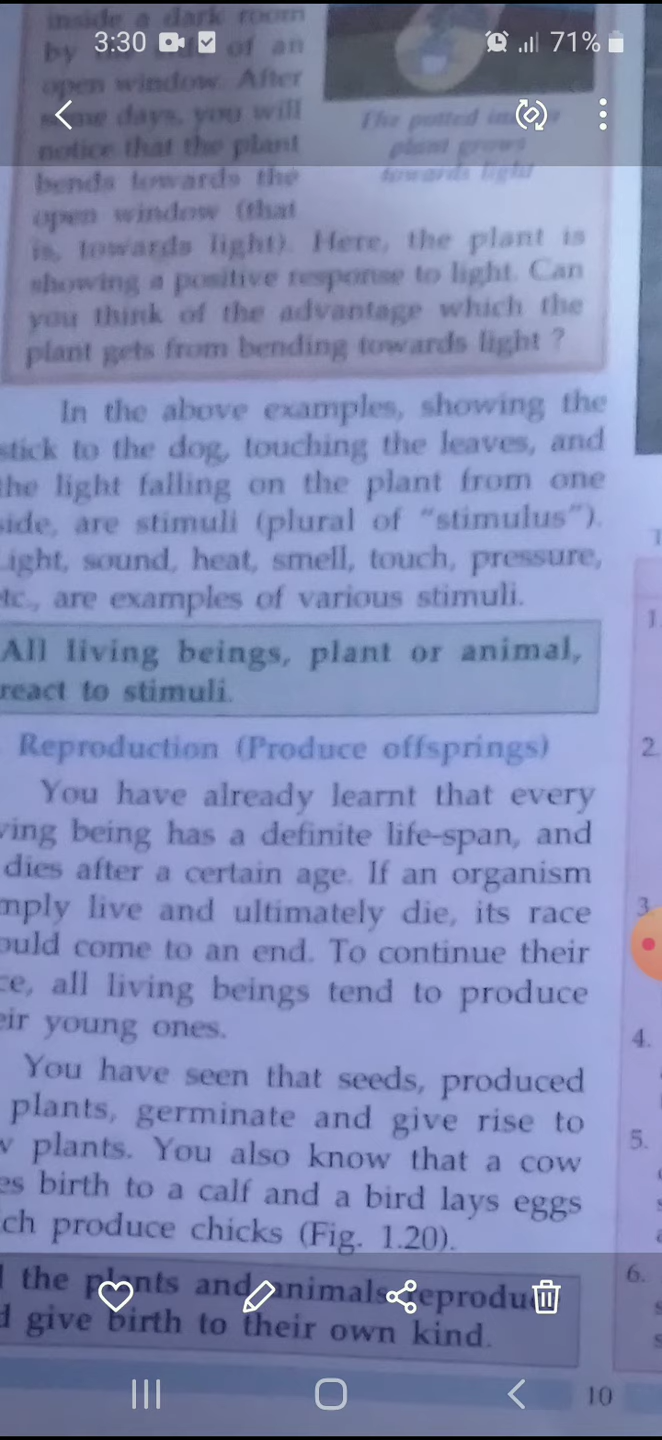 inside a dark room
3:30
71%
by of an
open window. After
some days, you will
notice that the plant
bends towards the
open window (that
The potted
plant grows
towards light
is, towards light). Here, the plant is
showing a positive response to light. Can
you think of the advantage which the
plant gets from bending towards light ?
In the above examples, showing the
stick to the dog, touching the leaves, and
the light falling on the plant from one
side, are stimuli (plural of “stimulus”).
Light, sound, heat, smell, touch, pressure,
etc., are examples of various stimuli.
All living beings, plant or animal,
react to stimuli.
Reproduction (Produce offsprings)
You have already learnt that every
ving being has a definite life-span, and
dies after a certain age. If an organism
mply live and ultimately die, its race
ould come to an end. To continue their
ce, all living beings tend to produce
eir young ones.
You have seen that seeds, produced
plants, germinate and give rise to
w plants. You also know that a cow
es birth to a calf and a bird lays eggs
ch produce chicks (Fig. 1.20).
l the plants and animals reprodu
d give birth to their own kind.
1.
2.
3.
4.
5.
6.
10